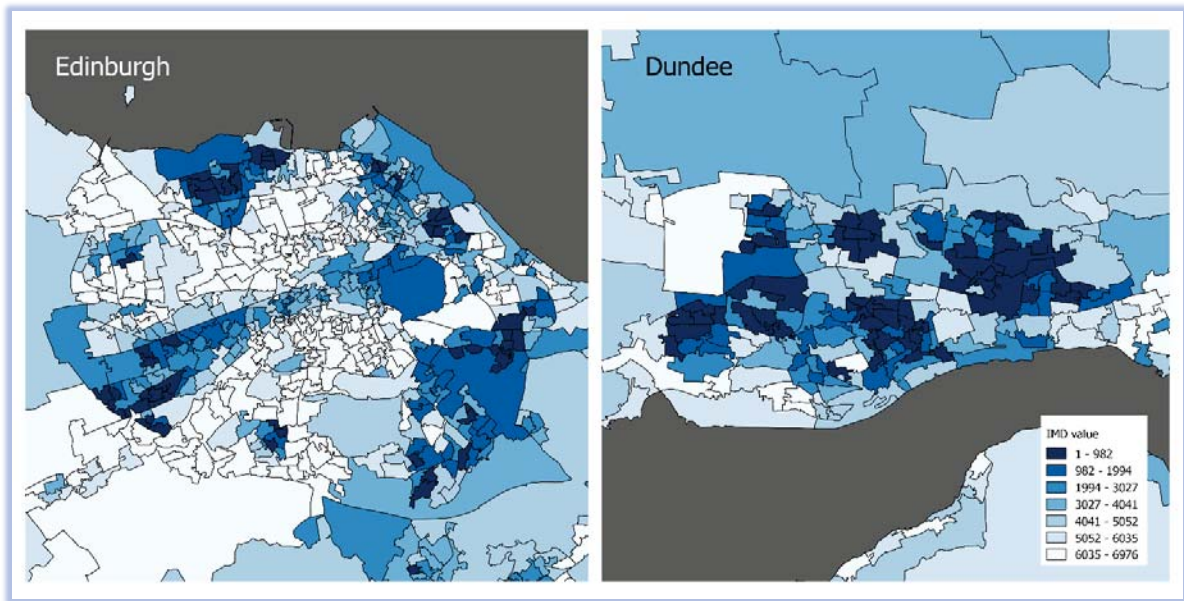 Edinburgh
Dundee
IMD value
1 - 982
982 - 1994
1994 - 3027
3027 - 4041
4041 - 5052
5052 - 6035
6035 - 6976